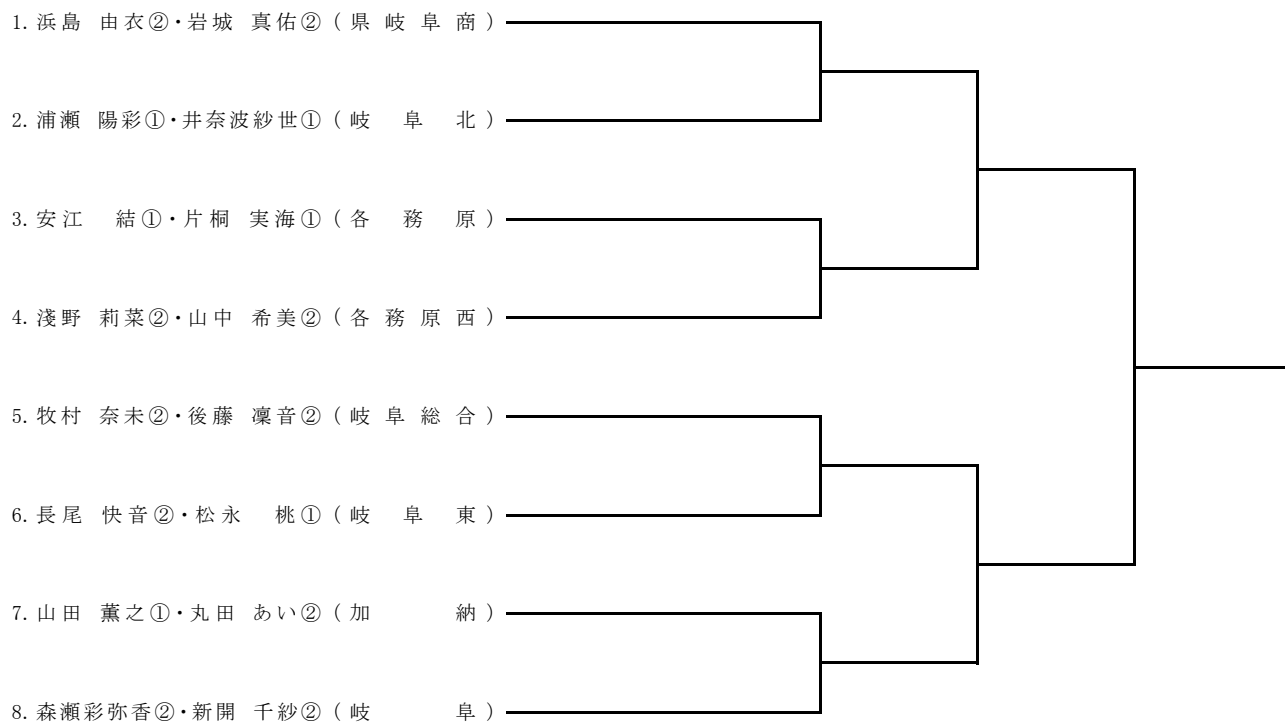 1. 浜島 由衣②・岩城 真佑② ( 県 岐 阜 商 )
2. 浦瀬 陽彩①・井奈波紗世① ( 岐 阜 北 )
3. 安江 結①・片桐 実海① ( 各 務 原 )
4. 淺野 莉菜②・山中 希美② ( 各 務 原 西 )
5. 牧村 奈未②・後藤 凜音② ( 岐 阜 総 合 )
6. 長尾 快音②・松永 桃① ( 岐 阜 東 )
7. 山田 薫之①・丸田 あい② ( 加 納 )
8. 森瀬彩弥香②・新開 千紗② ( 岐 阜 )